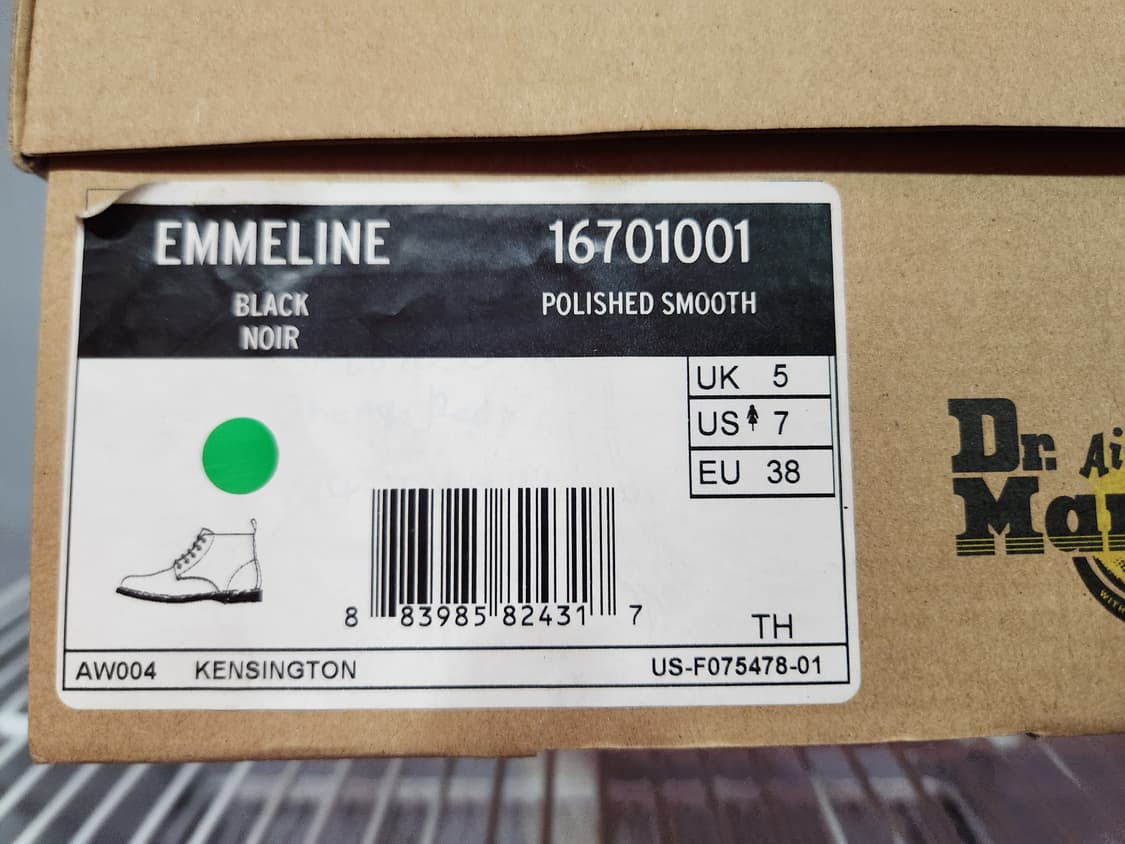 EMMELINE 16701001
BLACK POLISHED SMOOTH
NOIR
UK 5
US 7
EU 38
8 83985 82431 7
TH
AW004 KENSINGTON US-F075478-01
Dr.